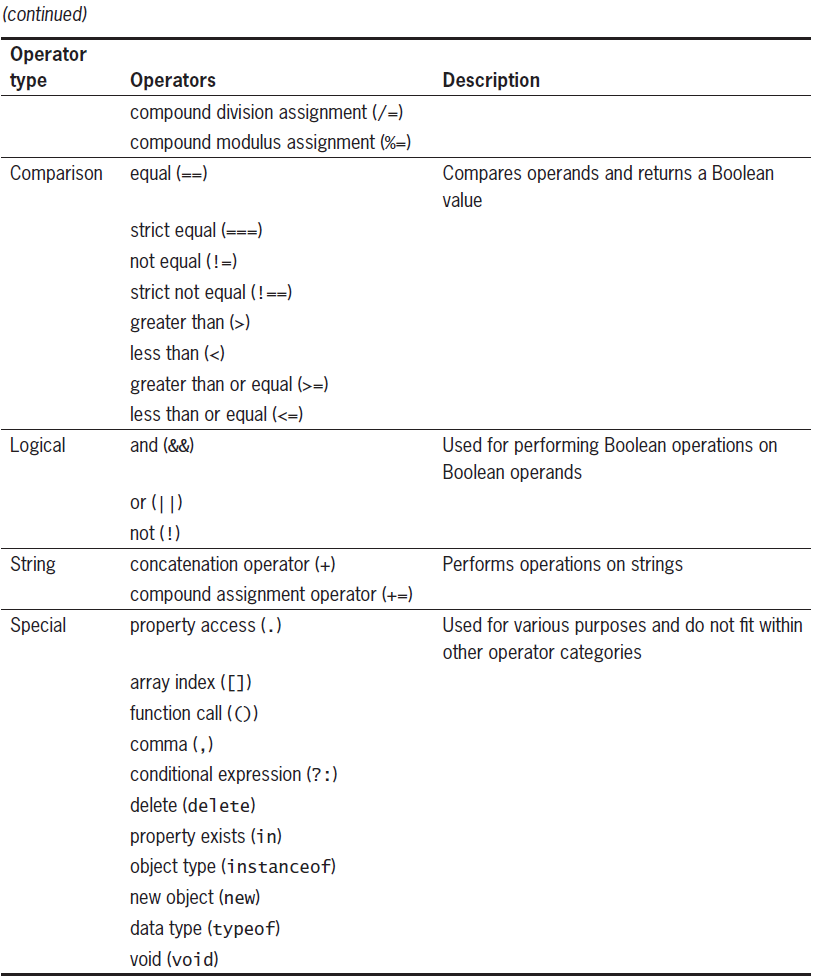 (continued)
Operator
type Operators Description
compound division assignment (/=)
compound modulus assignment (%=)
Comparison equal (==) Compares operands and returns a Boolean
value
strict equal (===)
not equal (!=)
strict not equal (!==)
greater than (>)
less than (<)
greater than or equal (>=)
less than or equal (<=)
Logical and (&&) Used for performing Boolean operations on
Boolean operands
or (||)
not (!)
String concatenation operator (+) Performs operations on strings
compound assignment operator (+=)
Special property access (.) Used for various purposes and do not fit within
other operator categories
array index ([])
function call (())
comma (,)
conditional expression (?:)
delete (delete)
property exists (in)
object type (instanceof)
new object (new)
data type (typeof)
void (void)